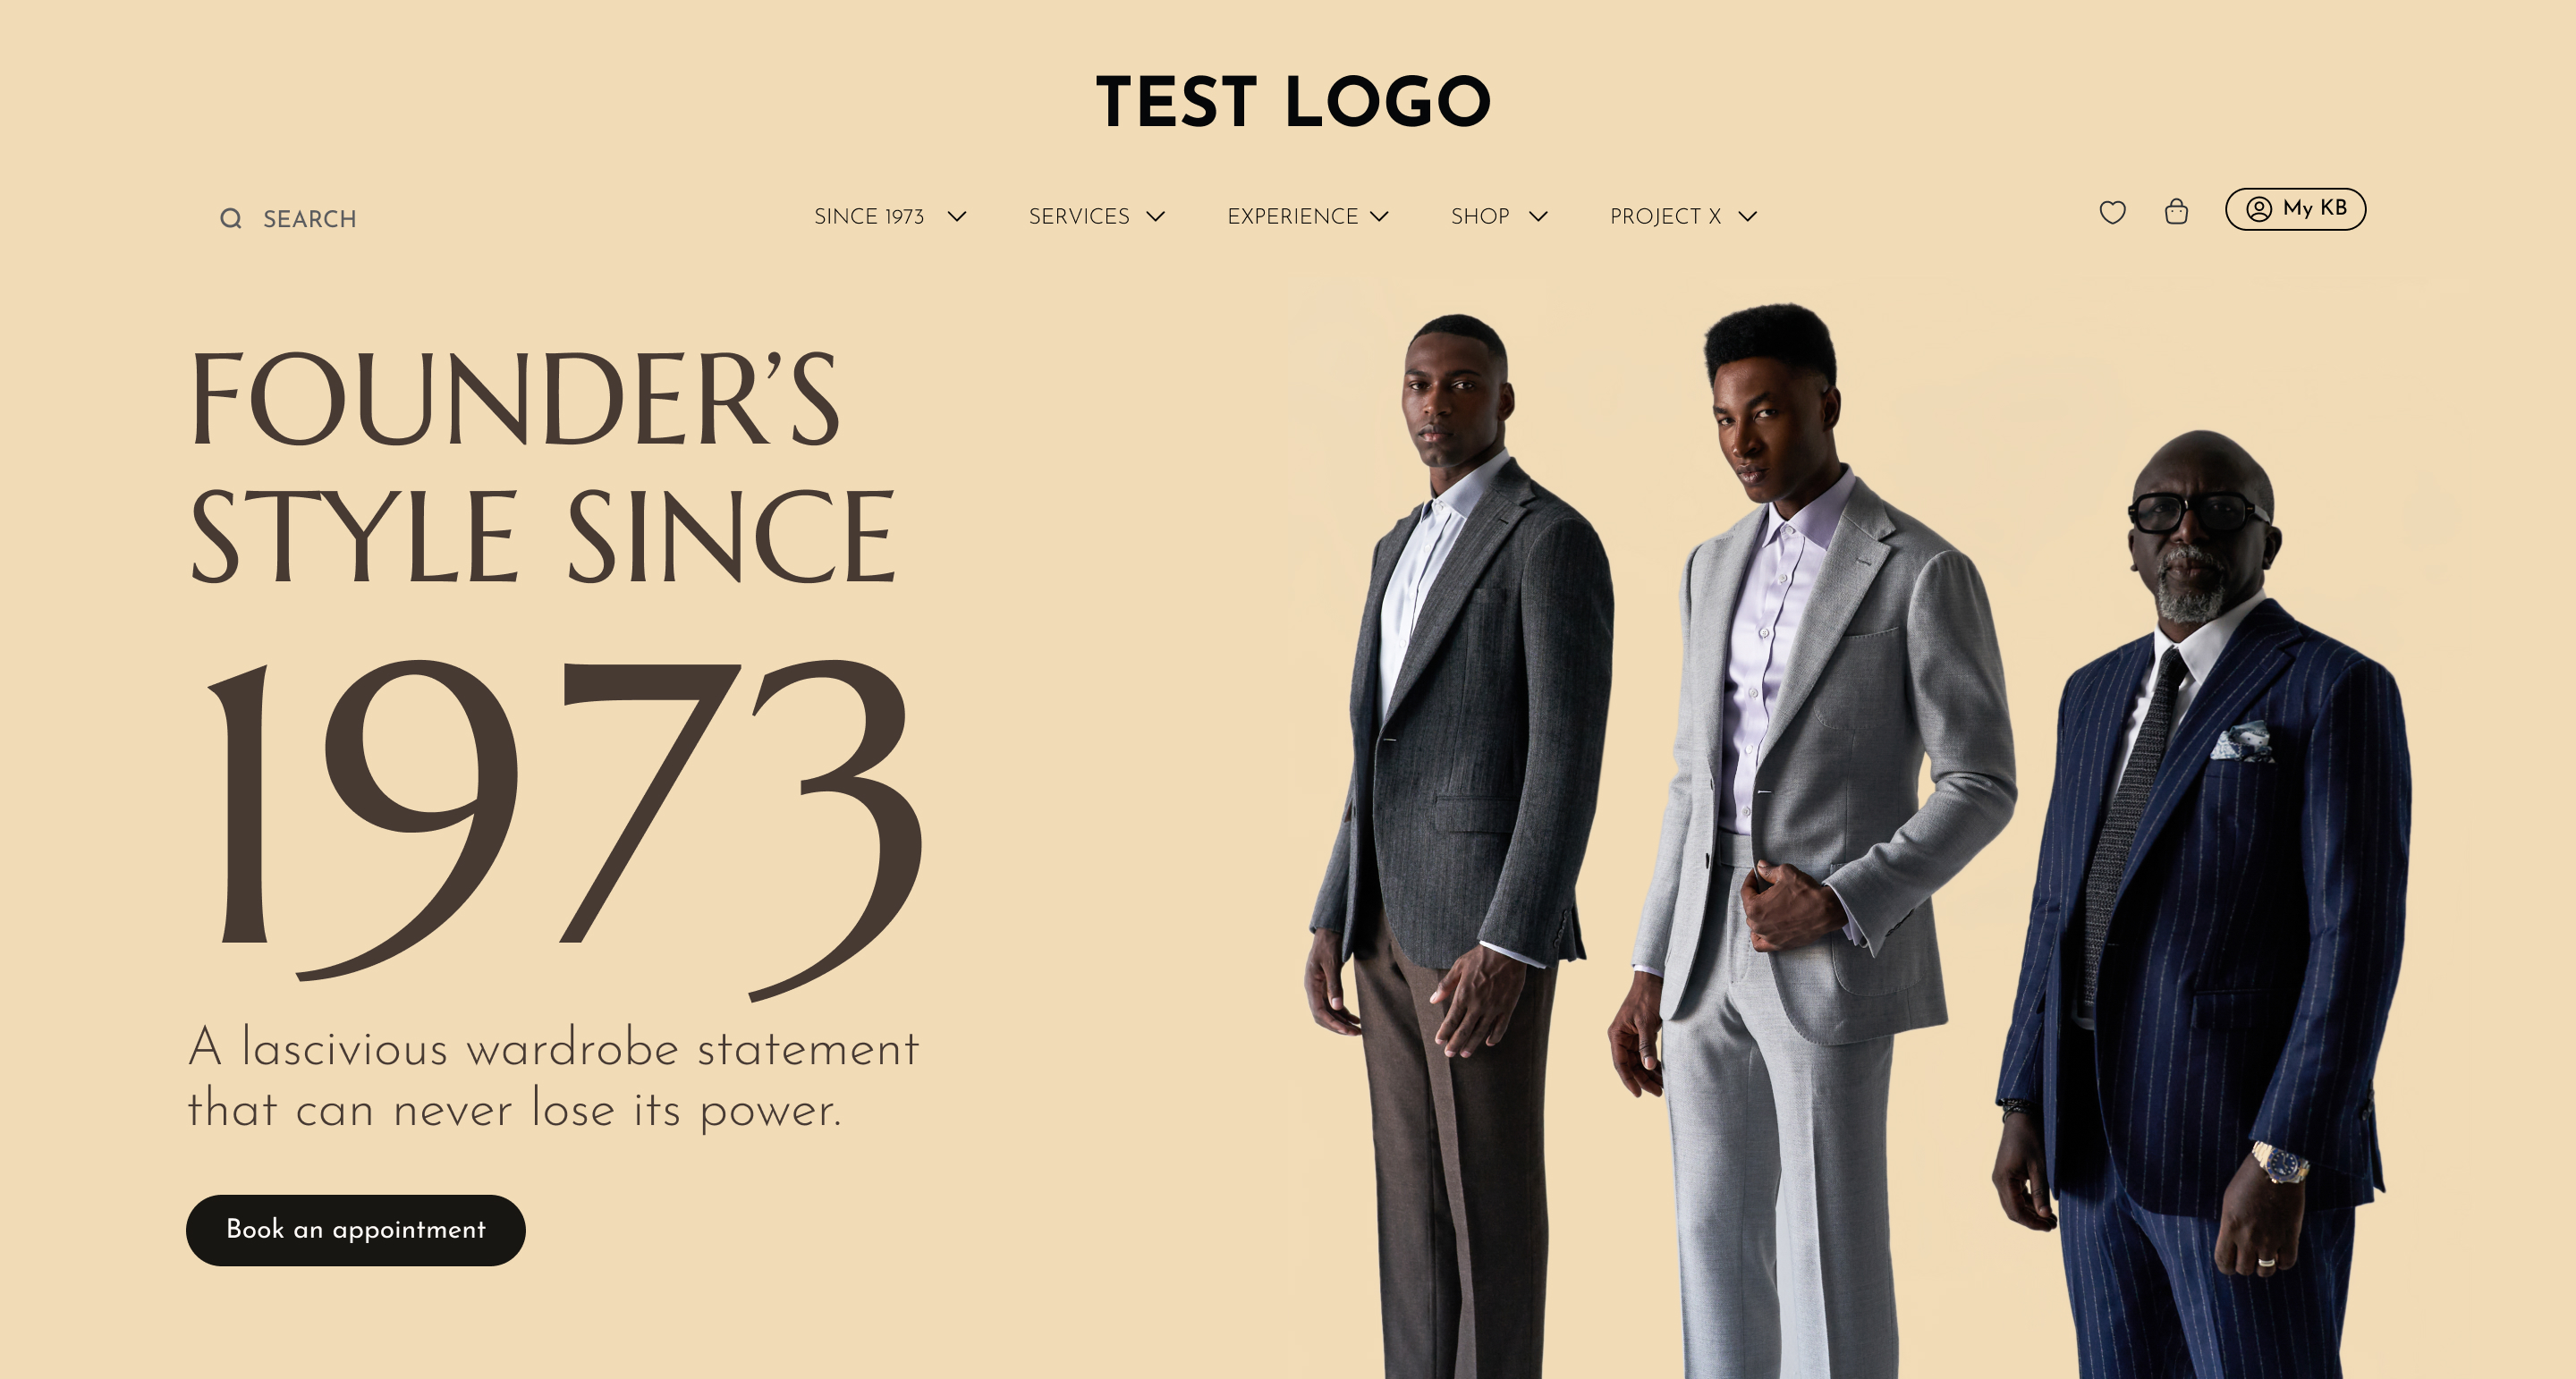 TEST LOGO
SEARCH
SINCE 1973
SERVICES
EXPERIENCE
SHOP
PROJECT X
My KB
FOUNDER’S
STYLE SINCE
1973
A lascivious wardrobe statement
that can never lose its power.
Book an appointment